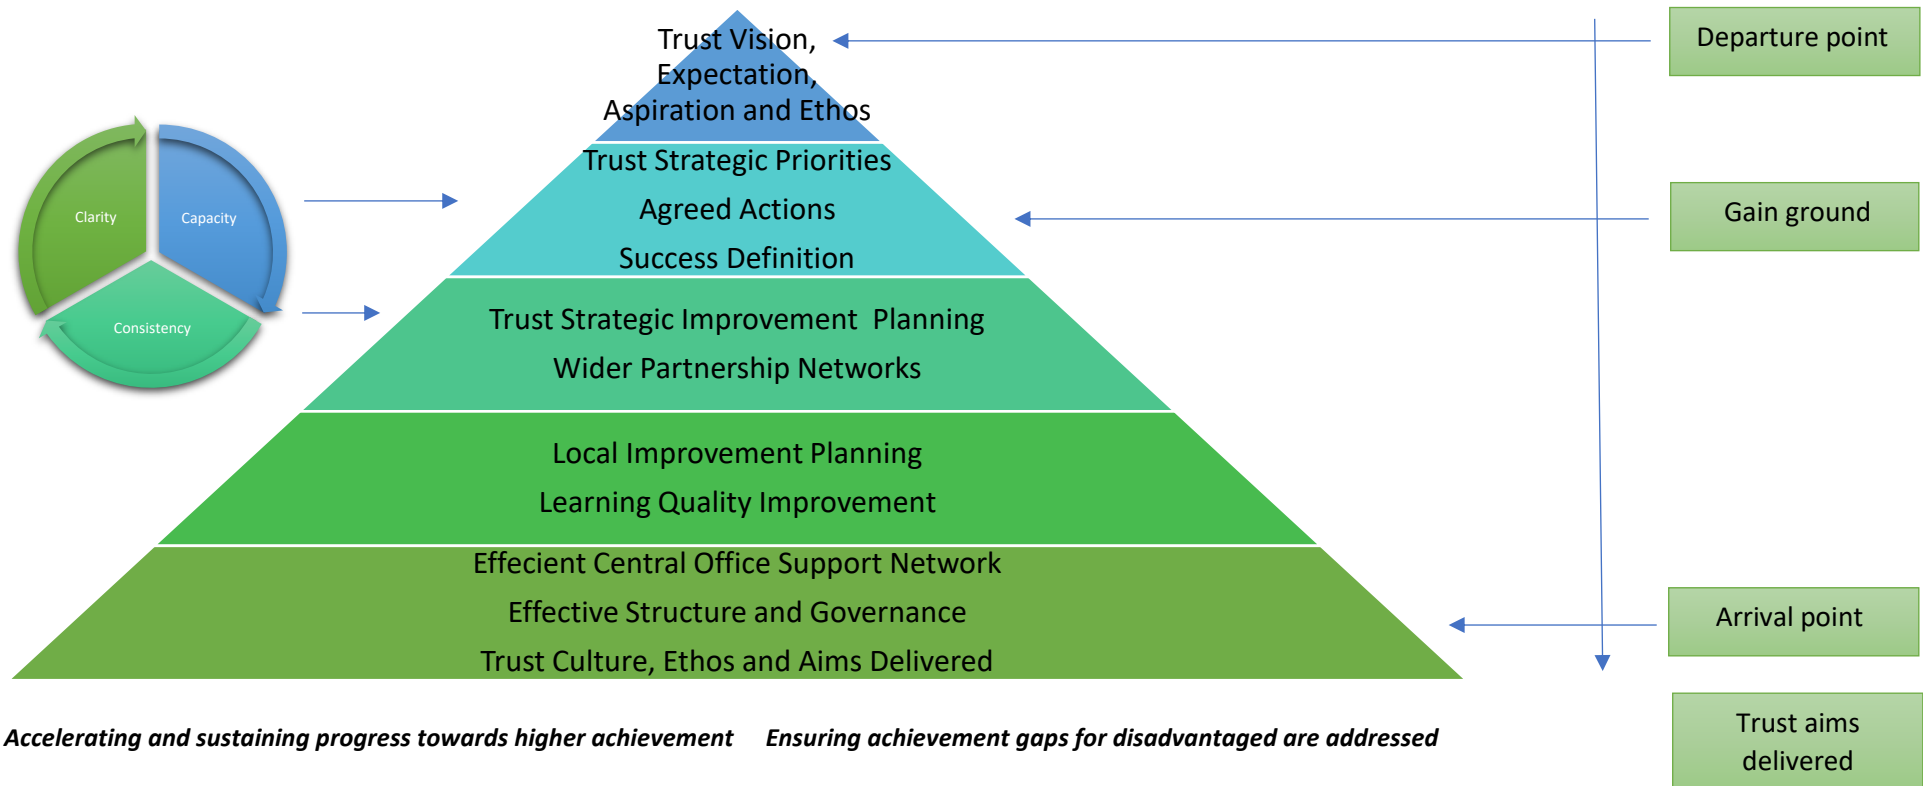 Trust Vision,
Expectation,
Aspiration and Ethos
Departure point
Trust Strategic Priorities
Agreed Actions
Success Definition
Gain ground
Clarity
Capacity
Consistency
Trust Strategic Improvement  Planning
Wider Partnership Networks
Local Improvement Planning
Learning Quality Improvement
Effecient Central Office Support Network
Effective Structure and Governance
Trust Culture, Ethos and Aims Delivered
Arrival point
Trust aims
delivered
Accelerating and sustaining progress towards higher achievement    Ensuring achievement gaps for disadvantaged are addressed